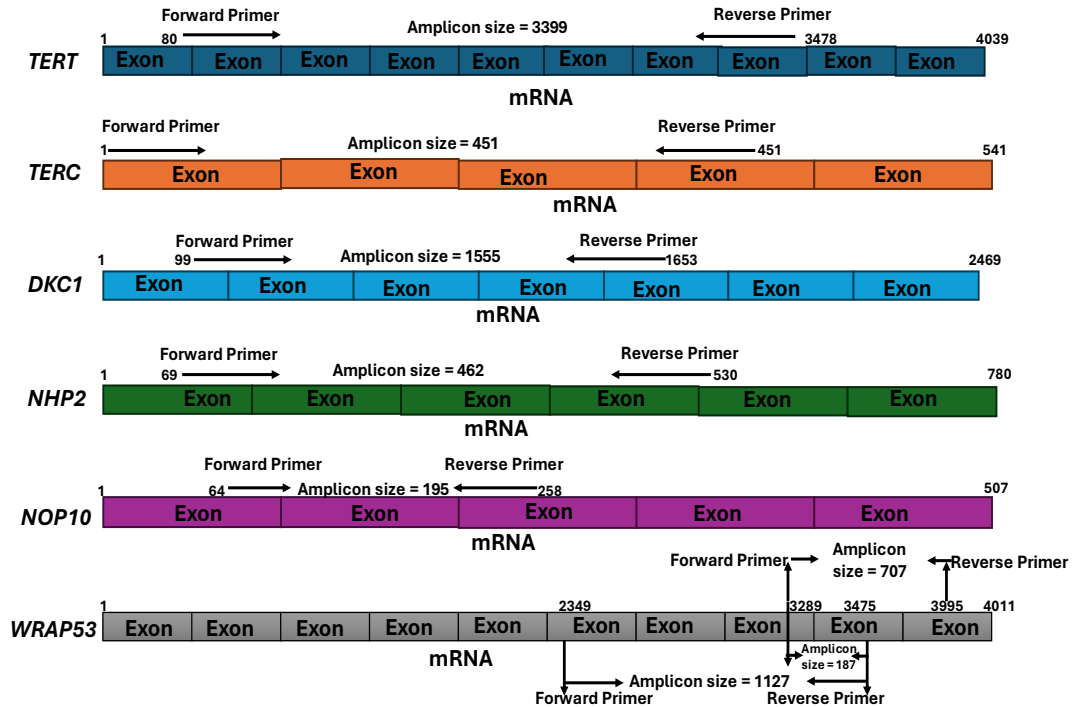 Forward Primer
Amplicon size = 3399
Reverse Primer
1
80
3478
4039
TERT
Exon Exon Exon Exon Exon Exon Exon Exon Exon Exon
mRNA
Forward Primer
Amplicon size = 451
Reverse Primer
1
451
541
TERC
Exon Exon Exon Exon Exon
mRNA
Forward Primer
Amplicon size = 1555
Reverse Primer
1
99
1653
2469
DKC1
Exon Exon Exon Exon Exon Exon Exon
mRNA
Forward Primer
Amplicon size = 462
Reverse Primer
1
69
530
780
NHP2
Exon Exon Exon Exon Exon Exon
mRNA
Forward Primer
Reverse Primer
1
64
Amplicon size = 195
258
507
NOP10
Exon Exon Exon Exon Exon
mRNA
Forward Primer
Amplicon
size = 707
Reverse Primer
1
2349
3289
3475
3995
4011
WRAP53
Exon Exon Exon Exon Exon Exon Exon Exon Exon Exon
mRNA
Amplicon
size = 187
Amplicon size = 1127
Forward Primer
Reverse Primer